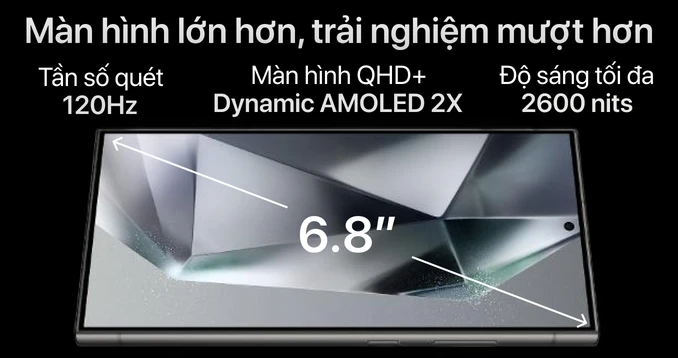 Màn hình lớn hơn, trải nghiệm mượt hơn
Tần số quét
120Hz
Màn hình QHD+
Dynamic AMOLED 2X
Độ sáng tối đa
2600 nits
6.8″